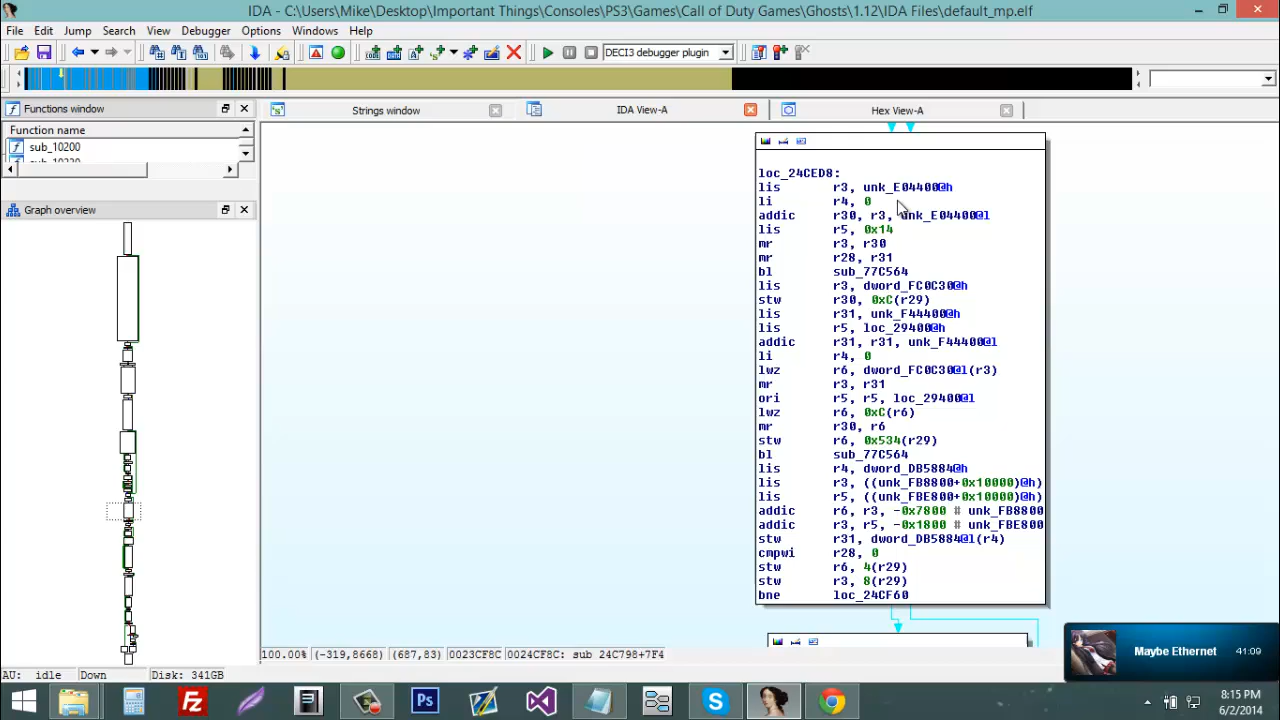 IDA - C:\Users\Mike\Desktop\Important Things\Consoles\PS3\Games\Call of Duty Games\Ghosts\1.12\IDA Files\default_mp.elf
File Edit Jump Search View Debugger Options Windows Help
DECI3 debugger plugin
Functions window
Strings window
IDA View-A
Hex View-A
Function name
sub_10200
Graph overview
loc_24CED8:
lis r3, unk_E04400@h
li r4, 0
addic r30, r3, unk_E04400@l
lis r5, 0x14
mr r3, r30
mr r28, r31
bl sub_77C564
lis r3, dword_FC0C30@h
stw r30, 0xC(r29)
lis r31, unk_F44400@h
lis r5, loc_29400@h
addic r31, r31, unk_F44400@l
li r4, 0
lwz r6, dword_FC0C30@l(r3)
mr r3, r31
ori r5, r5, loc_29400@l
lwz r6, 0xC(r6)
mr r30, r6
stw r6, 0x534(r29)
bl sub_77C564
lis r4, dword_DB5884@h
lis r3, ((unk_FB8800+0x10000)@h)
lis r5, ((unk_FBE800+0x10000)@h)
addic r6, r3, -0x7800 # unk_FB8800
addic r3, r5, -0x1800 # unk_FBE800
stw r31, dword_DB5884@l(r4)
cmpwi r28, 0
stw r6, 4(r29)
stw r3, 8(r29)
bne loc_24CF60
100.00% (-319,8668) (687,83) 0023CF8C 0024CF8C: sub 24C798+7F4
AU: idle Down Disk: 341GB
Maybe Ethernet 41:09
8:15 PM
6/2/2014